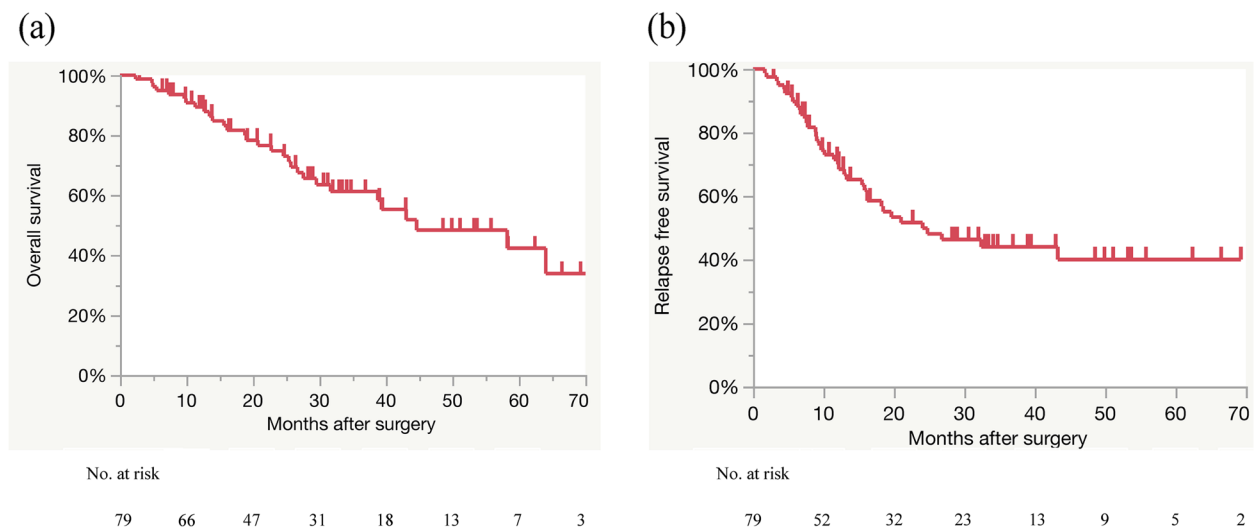 (a)
Overall survival
100%
80%
60%
40%
20%
0%
0 10 20 30 40 50 60 70
Months after surgery
No. at risk
79 66 47 31 18 13 7 3
(b)
Relapse free survival
100%
80%
60%
40%
20%
0%
0 10 20 30 40 50 60 70
Months after surgery
No. at risk
79 52 32 23 13 9 5 2